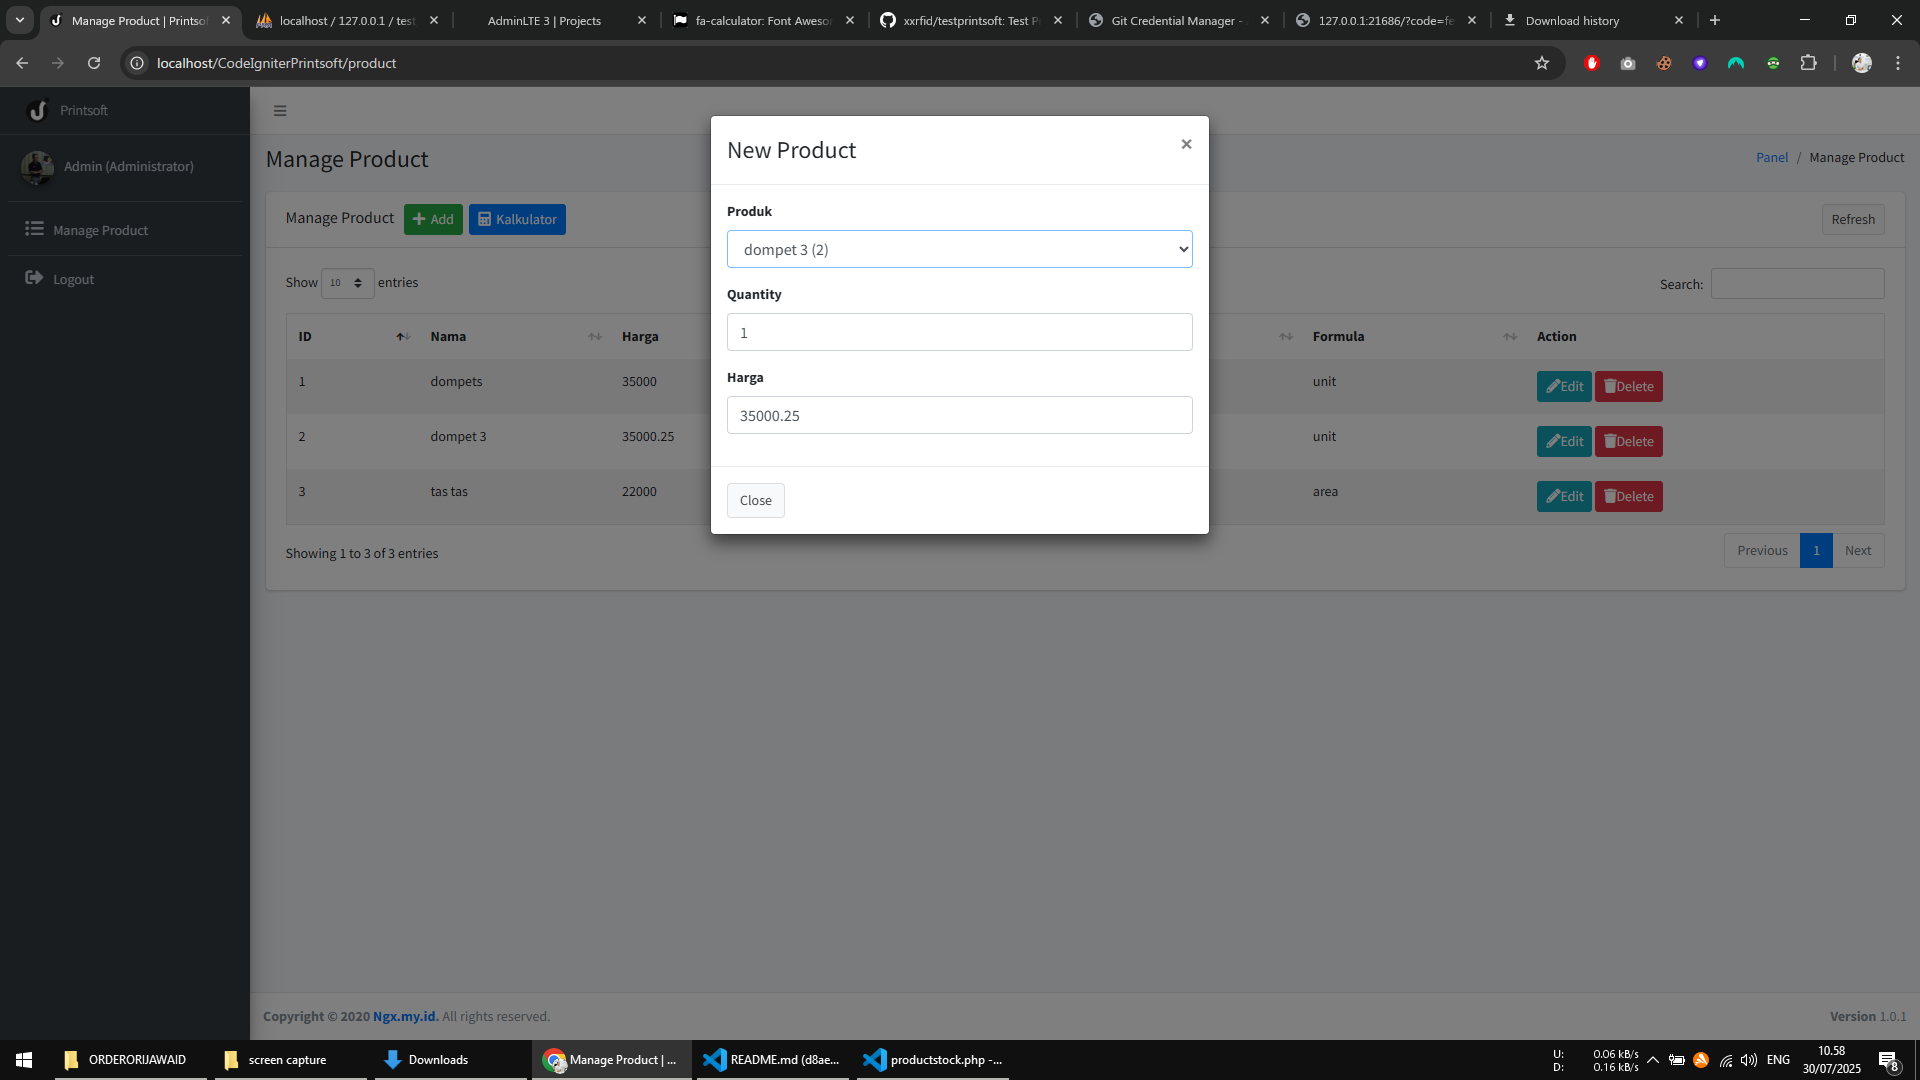 Manage Product | Printsof
localhost / 127.0.0.1 / test
AdminLTE 3 | Projects
fa-calculator: Font Aweso
xxrfid/testprintsoft: Test P
Git Credential Manager -
127.0.0.1:21686/?code=fe
Download history
localhost/CodeIgniterPrintsoft/product
Printsoft
Admin (Administrator)
Manage Product
Logout
Manage Product
Panel / Manage Product
Manage Product
Add
Kalkulator
Refresh
Show 10 entries
Search:
ID Nama Harga Formula Action
1 dompets 35000 unit Edit Delete
2 dompet 3 35000.25 unit Edit Delete
3 tas tas 22000 area Edit Delete
Showing 1 to 3 of 3 entries
Previous 1 Next
New Product
×
Produk
dompet 3 (2)
Quantity
1
Harga
35000.25
Close
Copyright © 2020 Ngx.my.id. All rights reserved.
Version 1.0.1
ORDERORIJAWAID
screen capture
Downloads
Manage Product | ...
README.md (d8ae...
productstock.php -...
U: 0.06 kB/s
D: 0.16 kB/s
ENG
10.58
30/07/2025
8